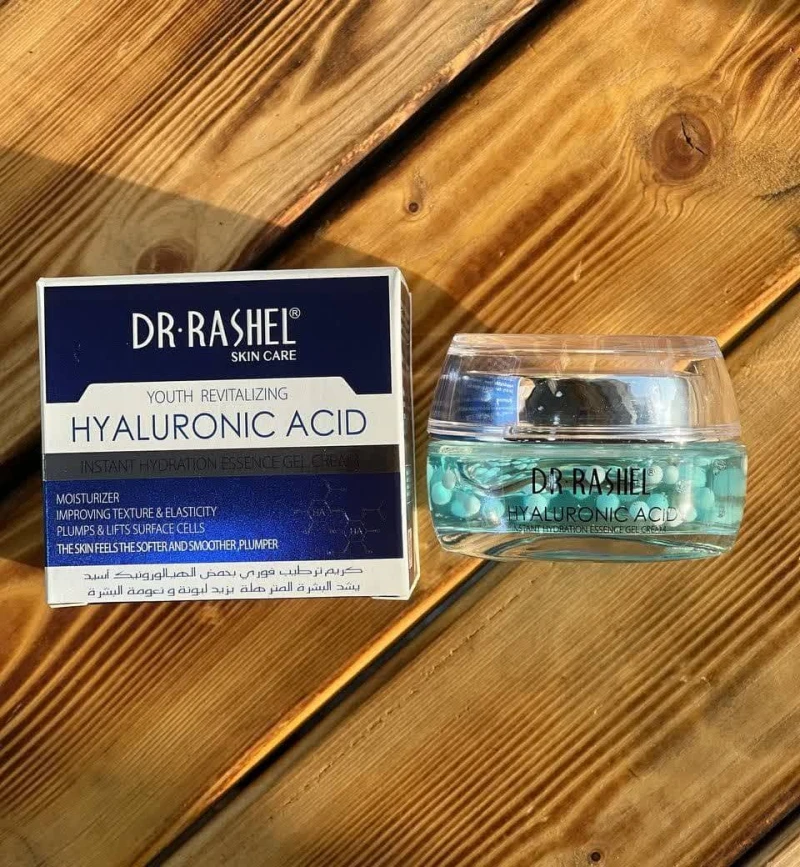 DR·RASHEL®
SKIN CARE
YOUTH REVITALIZING
HYALURONIC ACID
INSTANT HYDRATION ESSENCE GEL CREAM
MOISTURIZER
IMPROVING TEXTURE & ELASTICITY
PLUMPS & LIFTS SURFACE CELLS
THE SKIN FEELS THE SOFTER AND SMOOTHER ,PLUMPER
HA
HA
كريم ترطيب فوري بحمض الهيالورونيك أسيد
يشد البشرة المترهلة يزيد ليونة و نعومة البشرة
DR·RASHEL®
HYALURONIC ACID
INSTANT HYDRATION ESSENCE GEL CREAM